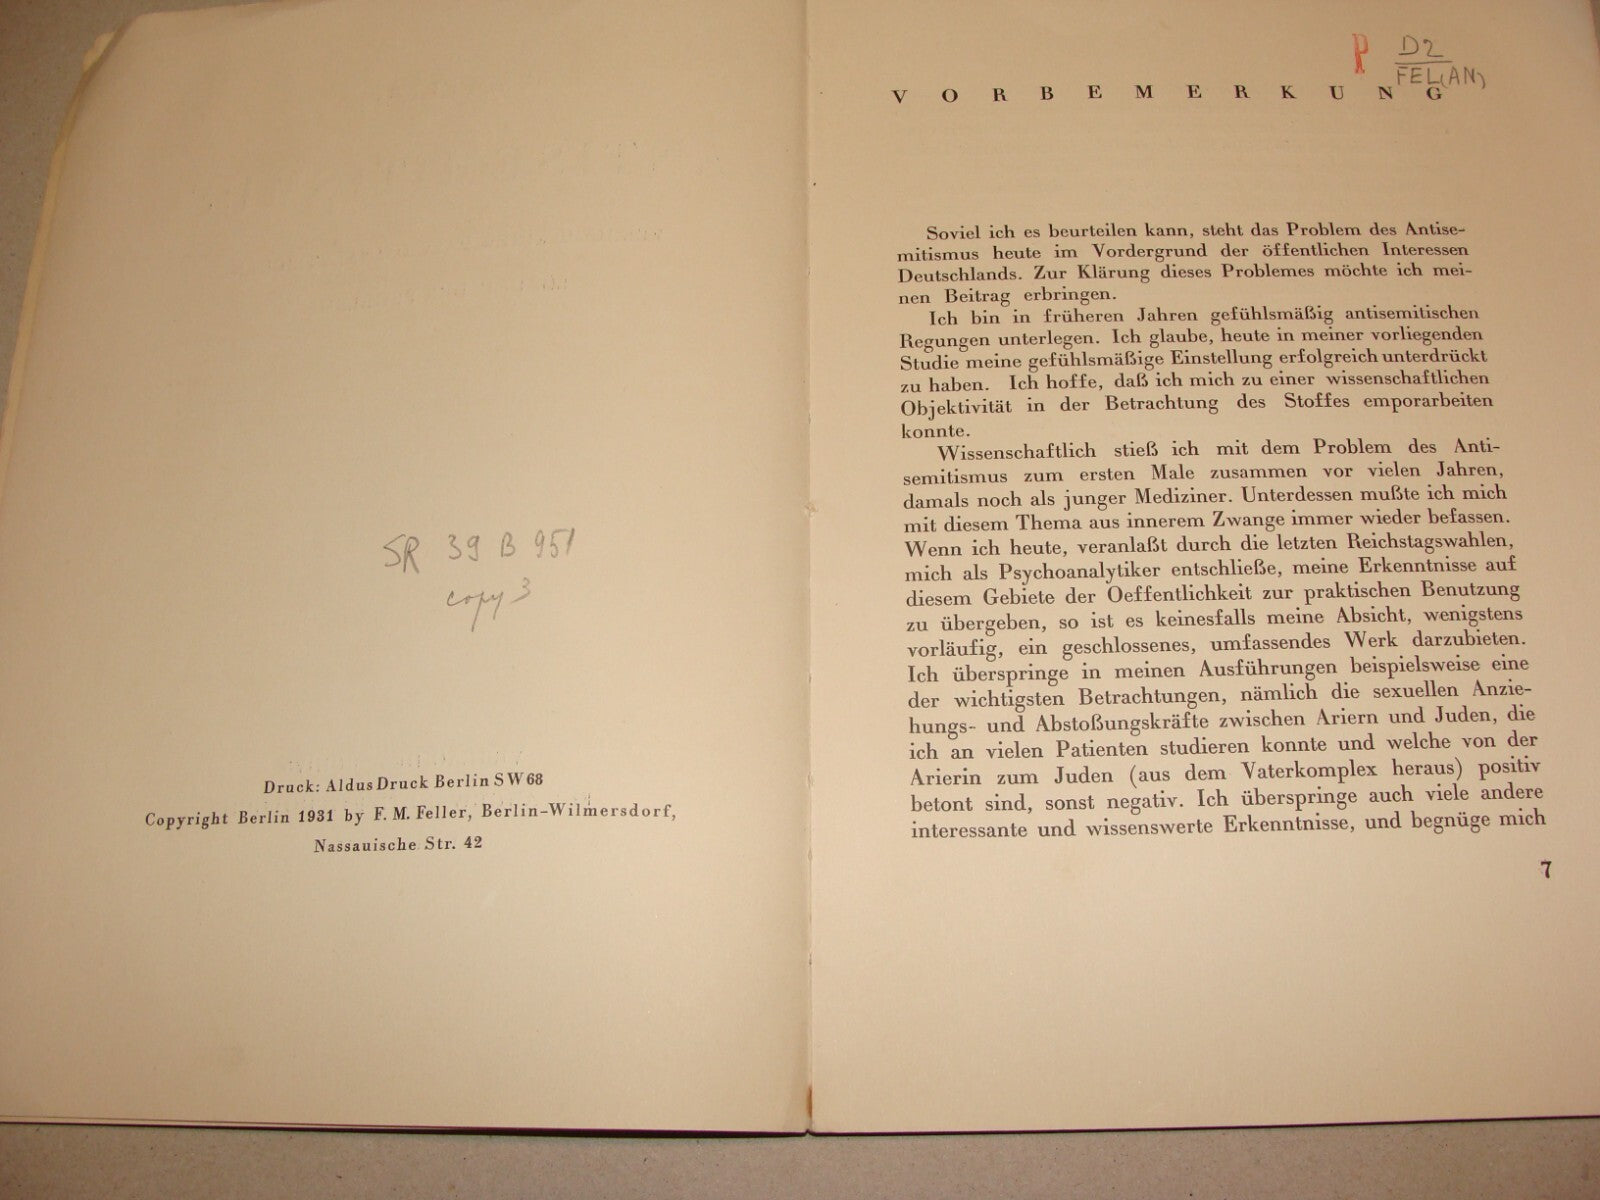 SR 39 B 951
copy 3
Druck: Aldus Druck Berlin SW 68
Copyright Berlin 1931 by F. M. Feller, Berlin-Wilmersdorf,
Nassauische Str. 42
P D2
FEL(AN)
VORBEMERKUNG
Soviel ich es beurteilen kann, steht das Problem des Antise-
mitismus heute im Vordergrund der öffentlichen Interessen
Deutschlands. Zur Klärung dieses Problemes möchte ich mei-
nen Beitrag erbringen.
Ich bin in früheren Jahren gefühlsmäßig antisemitischen
Regungen unterlegen. Ich glaube, heute in meiner vorliegenden
Studie meine gefühlsmäßige Einstellung erfolgreich unterdrückt
zu haben. Ich hoffe, daß ich mich zu einer wissenschaftlichen
Objektivität in der Betrachtung des Stoffes emporarbeiten
konnte.
Wissenschaftlich stieß ich mit dem Problem des Anti-
semitismus zum ersten Male zusammen vor vielen Jahren,
damals noch als junger Mediziner. Unterdessen mußte ich mich
mit diesem Thema aus innerem Zwange immer wieder befassen.
Wenn ich heute, veranlaßt durch die letzten Reichstagswahlen,
mich als Psychoanalytiker entschließe, meine Erkenntnisse auf
diesem Gebiete der Oeffentlichkeit zur praktischen Benutzung
zu übergeben, so ist es keinesfalls meine Absicht, wenigstens
vorläufig, ein geschlossenes, umfassendes Werk darzubieten.
Ich überspringe in meinen Ausführungen beispielsweise eine
der wichtigsten Betrachtungen, nämlich die sexuellen Anzie-
hungs- und Abstoßungskräfte zwischen Ariern und Juden, die
ich an vielen Patienten studieren konnte und welche von der
Arierin zum Juden (aus dem Vaterkomplex heraus) positiv
betont sind, sonst negativ. Ich überspringe auch viele andere
interessante und wissenswerte Erkenntnisse, und begnüge mich
7